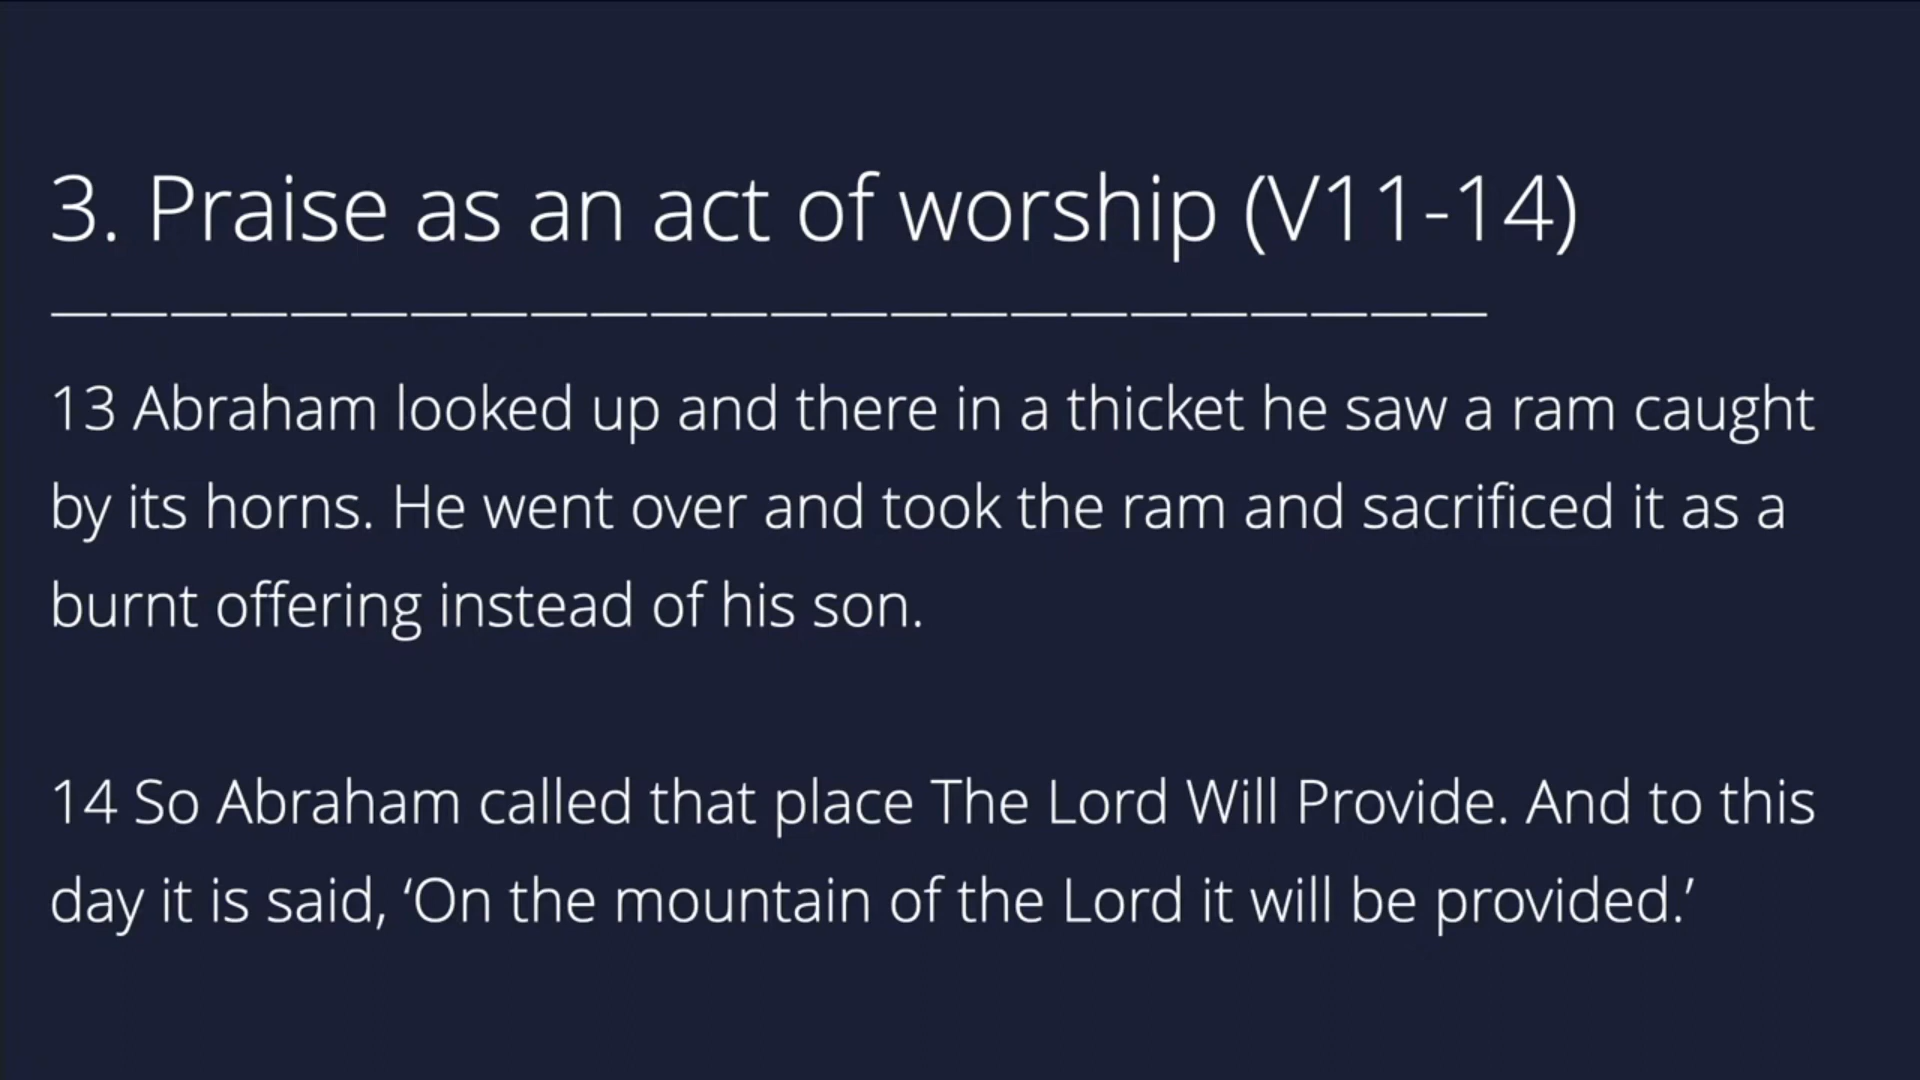 3. Praise as an act of worship (V11-14)
————————————————————————
13 Abraham looked up and there in a thicket he saw a ram caught
by its horns. He went over and took the ram and sacrificed it as a
burnt offering instead of his son.
14 So Abraham called that place The Lord Will Provide. And to this
day it is said, ‘On the mountain of the Lord it will be provided.’